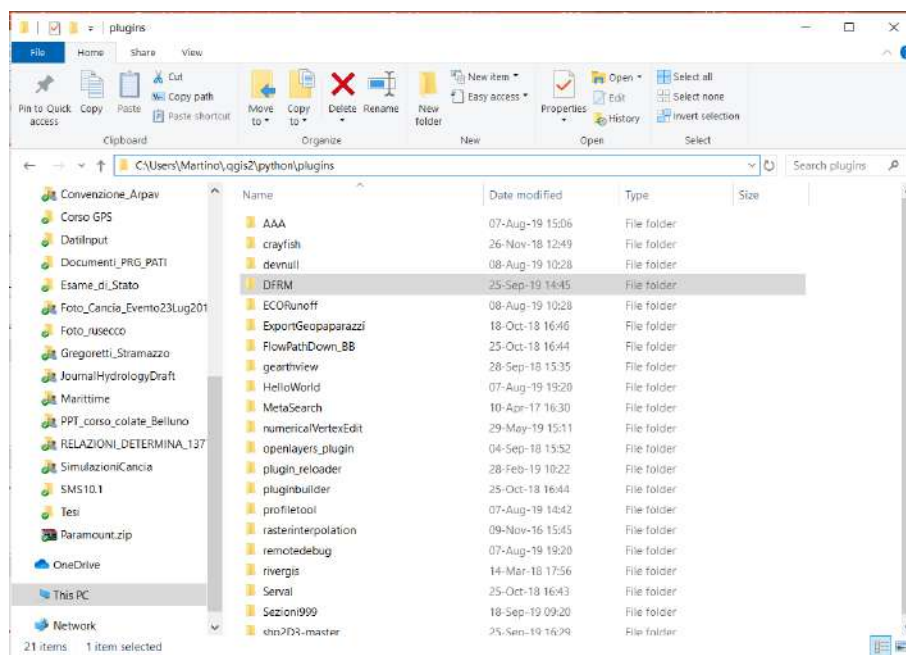 plugins
File Home Share View
Pin to Quick access
Copy
Paste
Cut
Copy path
Paste shortcut
Clipboard
Move to
Copy to
Delete
Rename
Organize
New folder
New item
Easy access
New
Properties
Open
Edit
History
Open
Select all
Select none
Invert selection
Select
C:\Users\Martino\.qgis2\python\plugins
Search plugins
Convenzione_Arpav
Corso GPS
DatiInput
Documenti_PRG_PATI
Esame_di_Stato
Foto_Cancia_Evento23Lug201
Foto_rusecco
Gregoretti_Stramazzo
JournalHydrologyDraft
Marittime
PPT_corso_colate_Belluno
RELAZIONI_DETERMINA_137
SimulazioniCancia
SMS10.1
Tesi
Paramount.zip
OneDrive
This PC
Network
Name Date modified Type Size
AAA 07-Aug-19 15:06 File folder
crayfish 26-Nov-18 12:49 File folder
devnull 08-Aug-19 10:28 File folder
DFRM 25-Sep-19 14:45 File folder
ECORunoff 08-Aug-19 10:28 File folder
ExportGeopaparazzi 18-Oct-18 16:46 File folder
FlowPathDown_BB 25-Oct-18 16:44 File folder
gearthview 28-Sep-18 15:35 File folder
HelloWorld 07-Aug-19 19:20 File folder
MetaSearch 10-Apr-17 16:30 File folder
numericalVertexEdit 29-May-19 15:11 File folder
openlayers_plugin 04-Sep-18 15:52 File folder
plugin_reloader 28-Feb-19 10:22 File folder
pluginbuilder 25-Oct-18 16:44 File folder
profiletool 07-Aug-19 14:42 File folder
rasterinterpolation 09-Nov-16 15:45 File folder
remotedebug 07-Aug-19 19:20 File folder
rivergis 14-Mar-18 17:56 File folder
Serval 25-Oct-18 16:43 File folder
Sezioni999 18-Sep-19 09:20 File folder
shp2D3-master 25-Sep-19 16:29 File folder
21 items 1 item selected